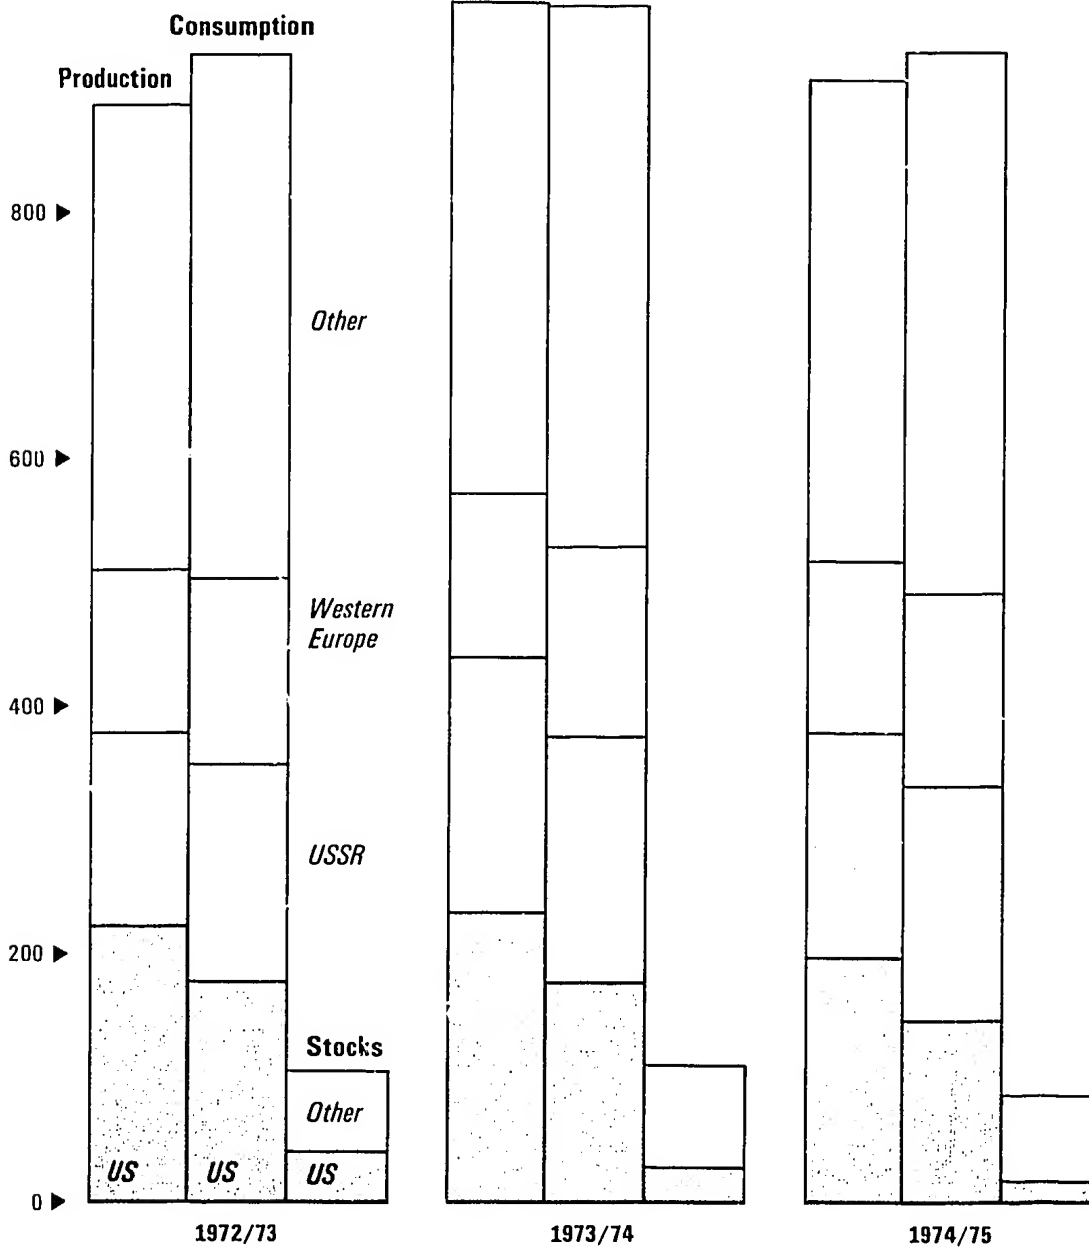 Consumption
Production
800
Other
600
Western
Europe
400
USSR
200
Stocks
Other
US
US
US
0
1972/73
1973/74
1974/75